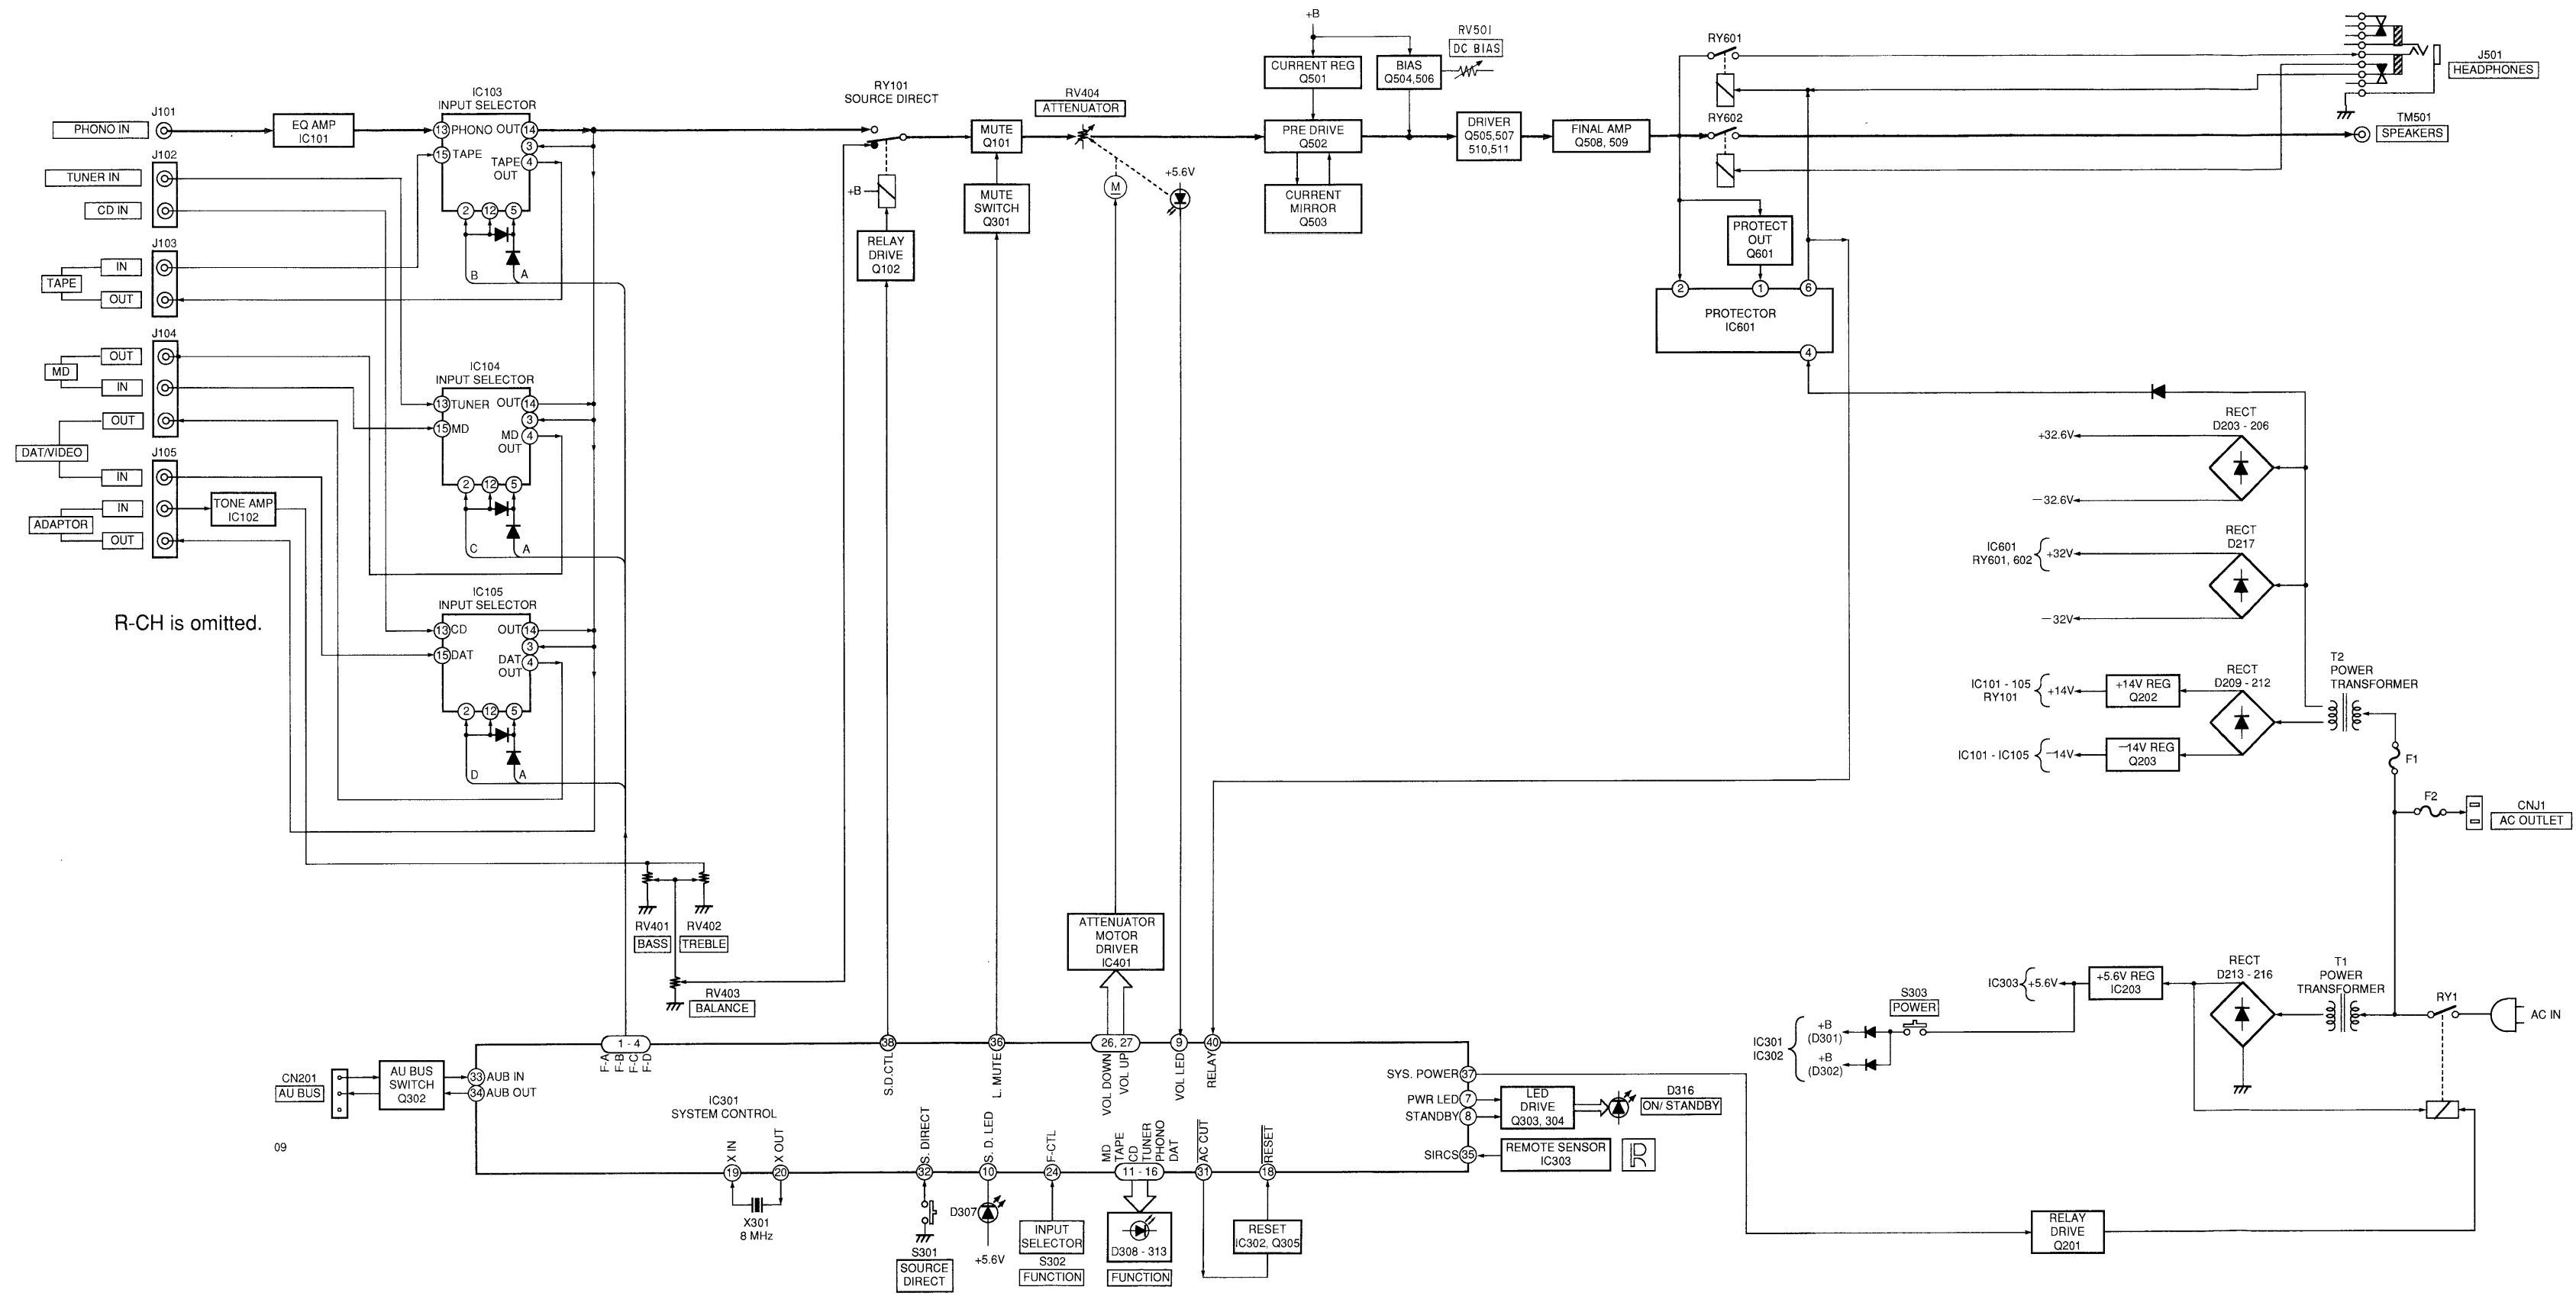 J101
PHONO IN
EQ AMP
IC101
J102
TUNER IN
CD IN
J103
TAPE
IN
OUT
J104
MD
OUT
IN
DAT/VIDEO
OUT
J105
IN
ADAPTOR
IN
OUT
TONE AMP
IC102
R-CH is omitted.
IC103
INPUT SELECTOR
13 PHONO OUT 14
15 TAPE
3
TAPE 4
OUT
2 12 5
B A
IC104
INPUT SELECTOR
13 TUNER OUT 14
15 MD
3
MD 4
OUT
2 12 5
C A
IC105
INPUT SELECTOR
13 CD OUT 14
15 DAT
3
DAT 4
OUT
2 12 5
D A
RY101
SOURCE DIRECT
+B
RELAY
DRIVE
Q102
MUTE
Q101
MUTE
SWITCH
Q301
RV404
ATTENUATOR
M
+5.6V
+B
CURRENT REG
Q501
BIAS
Q504,506
RV501
DC BIAS
PRE DRIVE
Q502
CURRENT
MIRROR
Q503
DRIVER
Q505,507
510,511
FINAL AMP
Q508, 509
RY601
RY602
J501
HEADPHONES
TM501
SPEAKERS
PROTECT
OUT
Q601
2 1 6
PROTECTOR
IC601
4
RECT
D203 - 206
+32.6V
−32.6V
RECT
D217
IC601
RY601, 602
+32V
−32V
RECT
D209 - 212
IC101 - 105
RY101
+14V
+14V REG
Q202
IC101 - IC105
−14V
−14V REG
Q203
T2
POWER
TRANSFORMER
F1
F2
CNJ1
AC OUTLET
RV401
BASS
RV402
TREBLE
RV403
BALANCE
ATTENUATOR
MOTOR
DRIVER
IC401
RECT
D213 - 216
T1
POWER
TRANSFORMER
RY1
AC IN
IC303
+5.6V
+5.6V REG
IC203
S303
POWER
IC301
IC302
+B
(D301)
+B
(D302)
CN201
AU BUS
AU BUS
SWITCH
Q302
33 AUB IN
34 AUB OUT
1 - 4
F-A
F-B
F-C
F-D
38
S.D.CTL
36
L. MUTE
26, 27
VOL DOWN
VOL UP
9
VOL LED
40
RELAY
IC301
SYSTEM CONTROL
SYS. POWER 37
PWR LED 7
STANDBY 8
SIRCS 35
LED
DRIVE
Q303, 304
D316
ON/ STANDBY
REMOTE SENSOR
IC303
R
09
X IN
19
X OUT
20
X301
8 MHz
S. DIRECT
32
S301
SOURCE
DIRECT
S. D. LED
10
D307
+5.6V
F-CTL
24
INPUT
SELECTOR
S302
FUNCTION
MD
TAPE
CD
TUNER
PHONO
DAT
11 - 16
D308 - 313
FUNCTION
AC CUT
31
RESET
18
RESET
IC302, Q305
RELAY
DRIVE
Q201